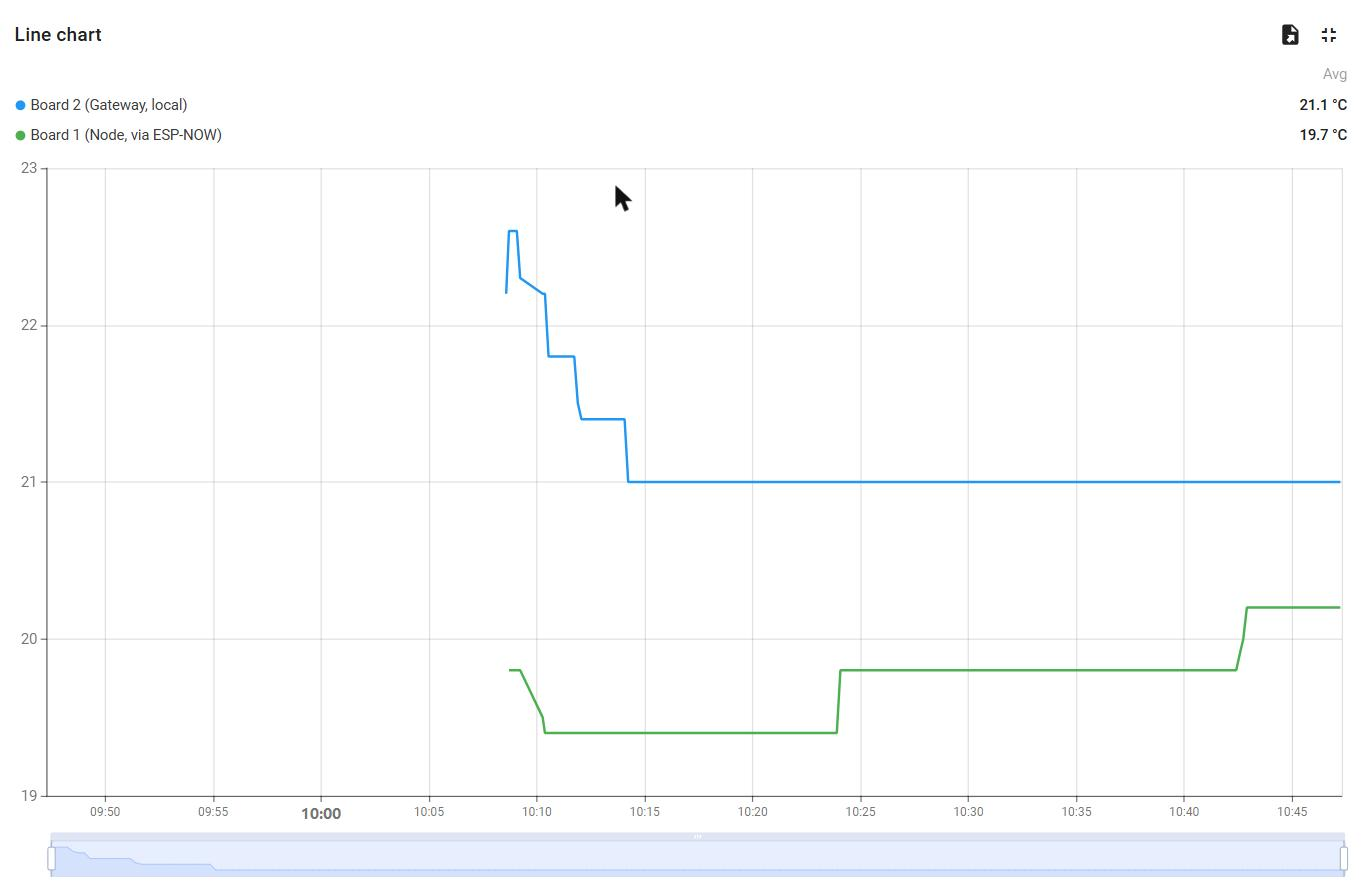 Line chart
Avg
Board 2 (Gateway, local) 21.1 °C
Board 1 (Node, via ESP-NOW) 19.7 °C
23
22
21
20
19
09:50 09:55 10:00 10:05 10:10 10:15 10:20 10:25 10:30 10:35 10:40 10:45